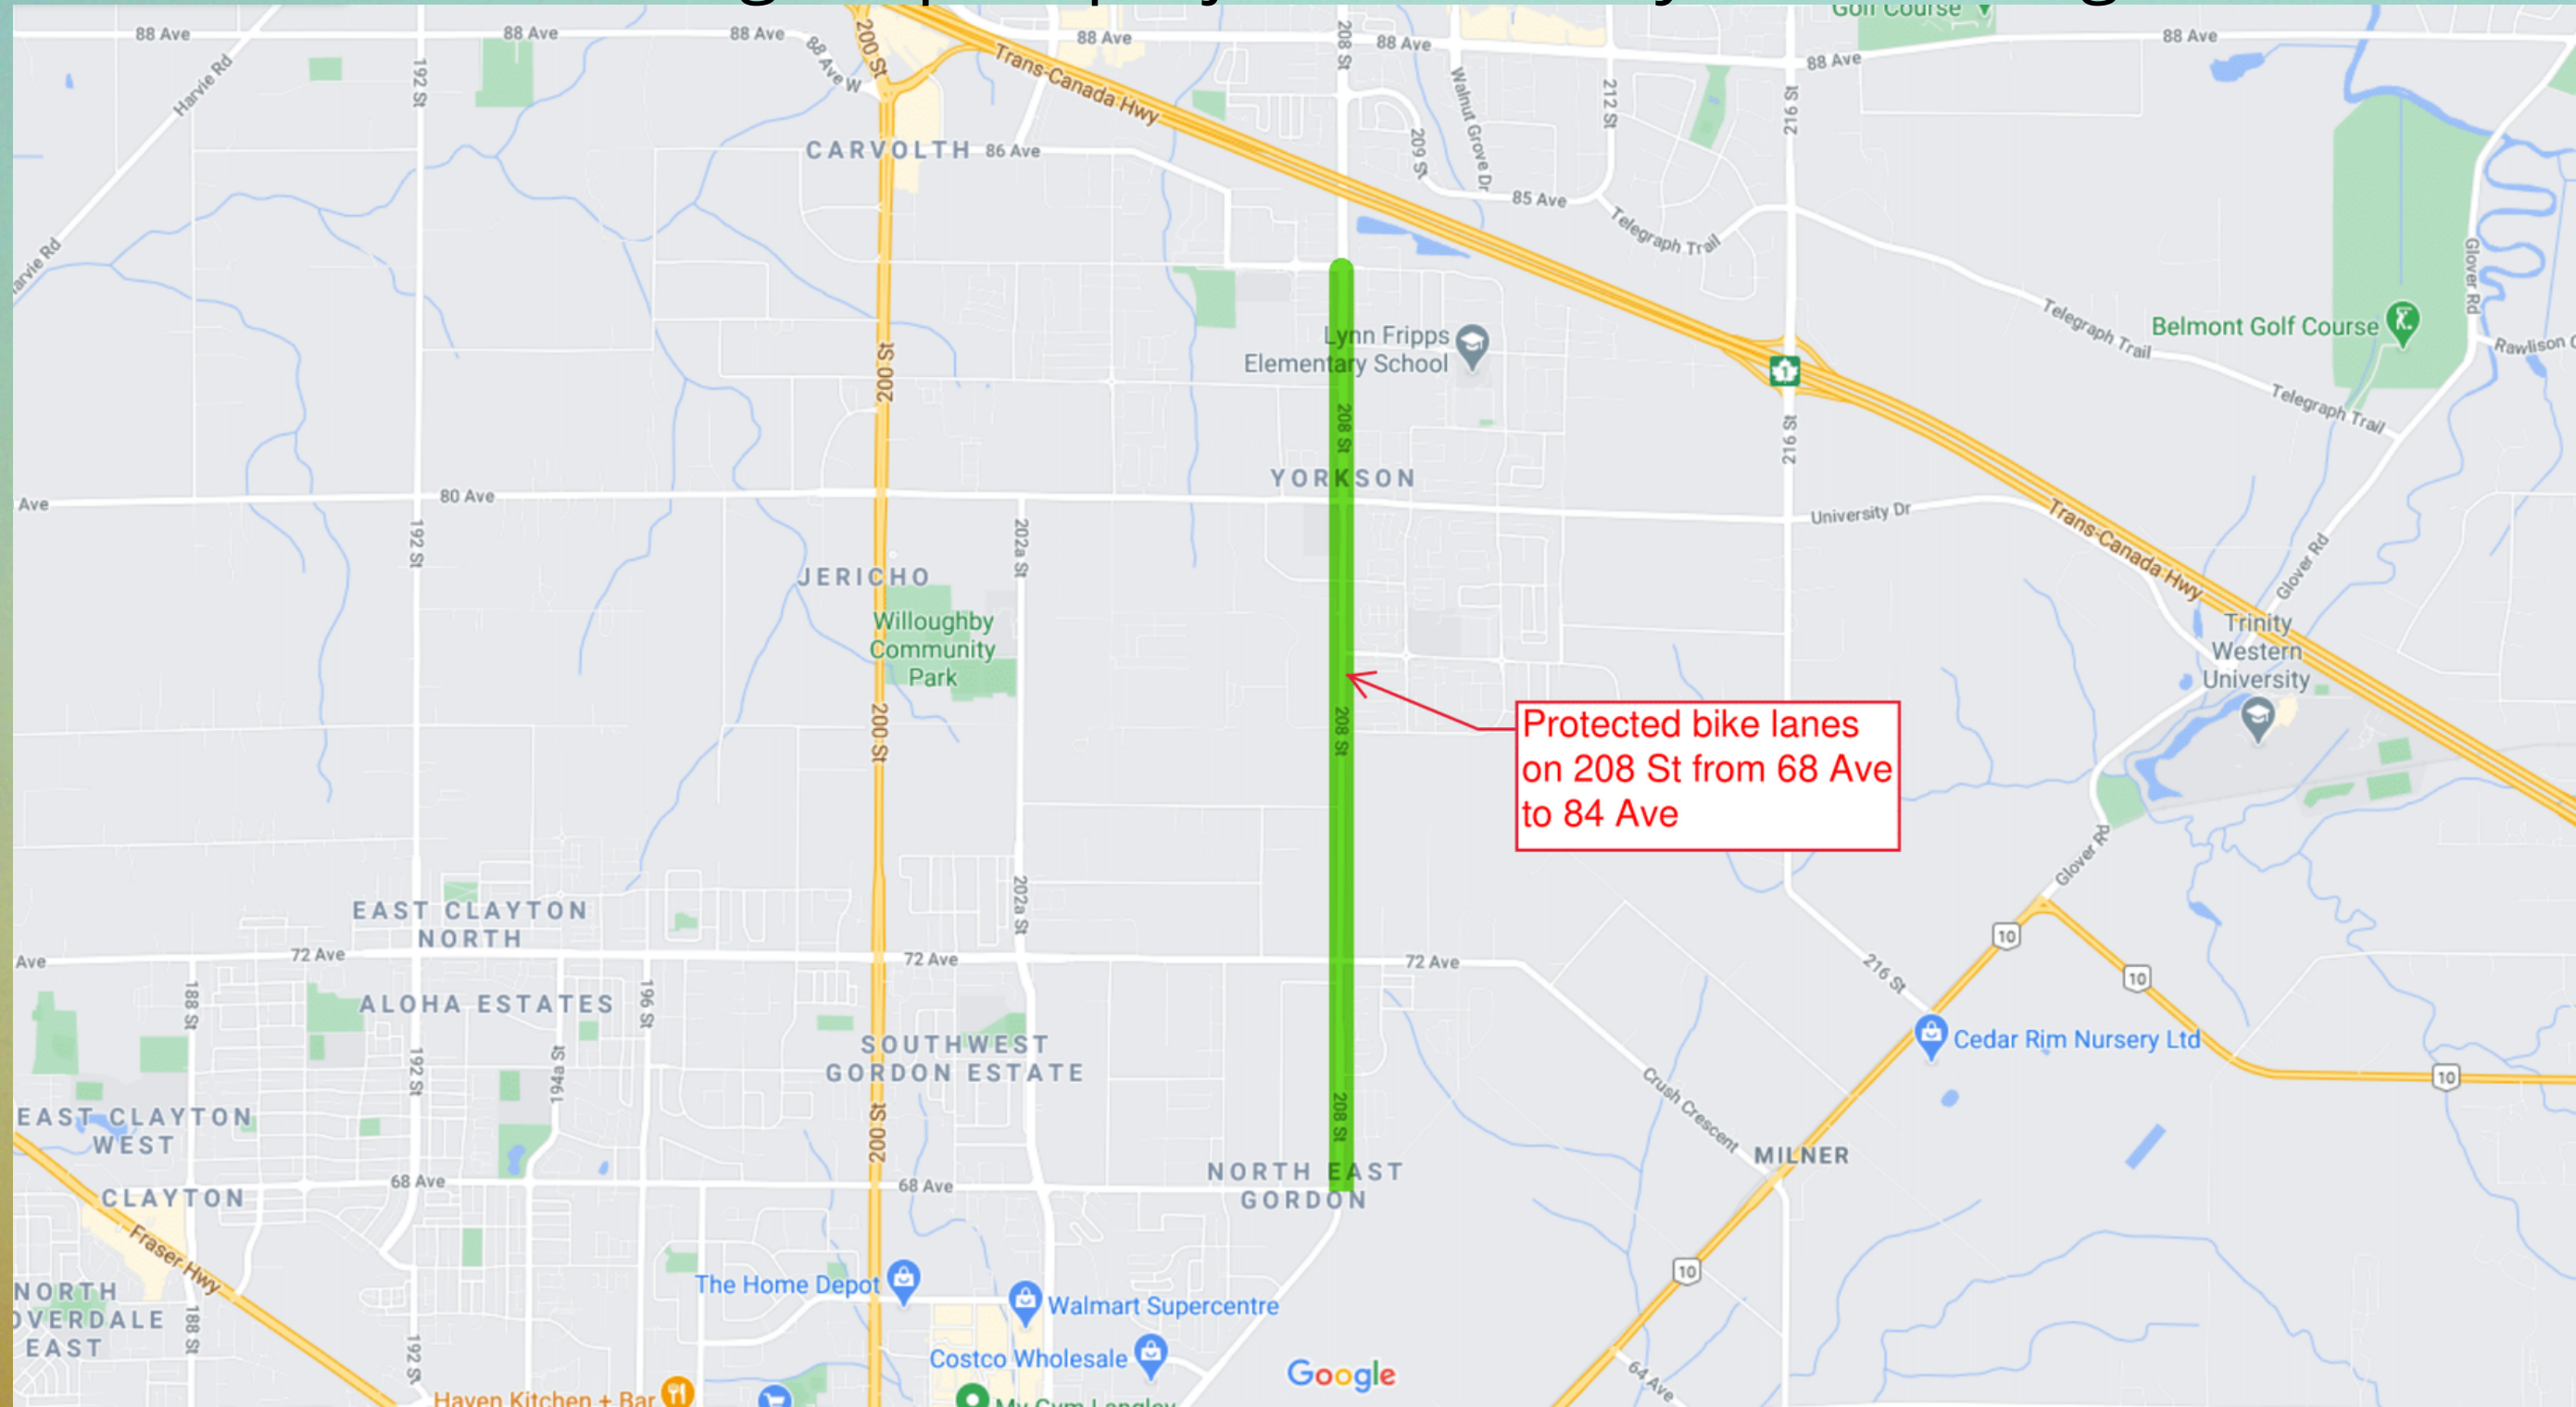 Golf Course
88 Ave
88 Ave
88 Ave
88 Ave W
200 St
88 Ave
208 St
88 Ave
88 Ave
88 Ave
Harvie Rd
192 St
Trans-Canada Hwy
Walnut Grove Dr
212 St
216 St
209 St
CARVOLTH
86 Ave
85 Ave
Telegraph Trail
Glover Rd
Telegraph Trail
Belmont Golf Course
Rawlison
Telegraph Trail
Lynn Fripps
Elementary School
1
200 St
208 St
216 St
YORKSON
Ave
80 Ave
192 St
202a St
University Dr
Trans-Canada Hwy
Glover Rd
JERICHO
Willoughby
Community
Park
Trinity
Western
University
200 St
208 St
Protected bike lanes
on 208 St from 68 Ave
to 84 Ave
Glover Rd
EAST CLAYTON
NORTH
202a St
10
Ave
72 Ave
72 Ave
72 Ave
216 St
10
188 St
ALOHA ESTATES
196 St
192 St
194a St
SOUTHWEST
GORDON ESTATE
Cedar Rim Nursery Ltd
10
Crush Crescent
EAST CLAYTON
WEST
200 St
208 St
MILNER
NORTH EAST
GORDON
68 Ave
68 Ave
CLAYTON
Fraser Hwy
10
NORTH
OVERDALE
EAST
188 St
192 St
The Home Depot
Walmart Supercentre
Costco Wholesale
Google
64 Ave
Haven Kitchen + Bar
My Gym Langley